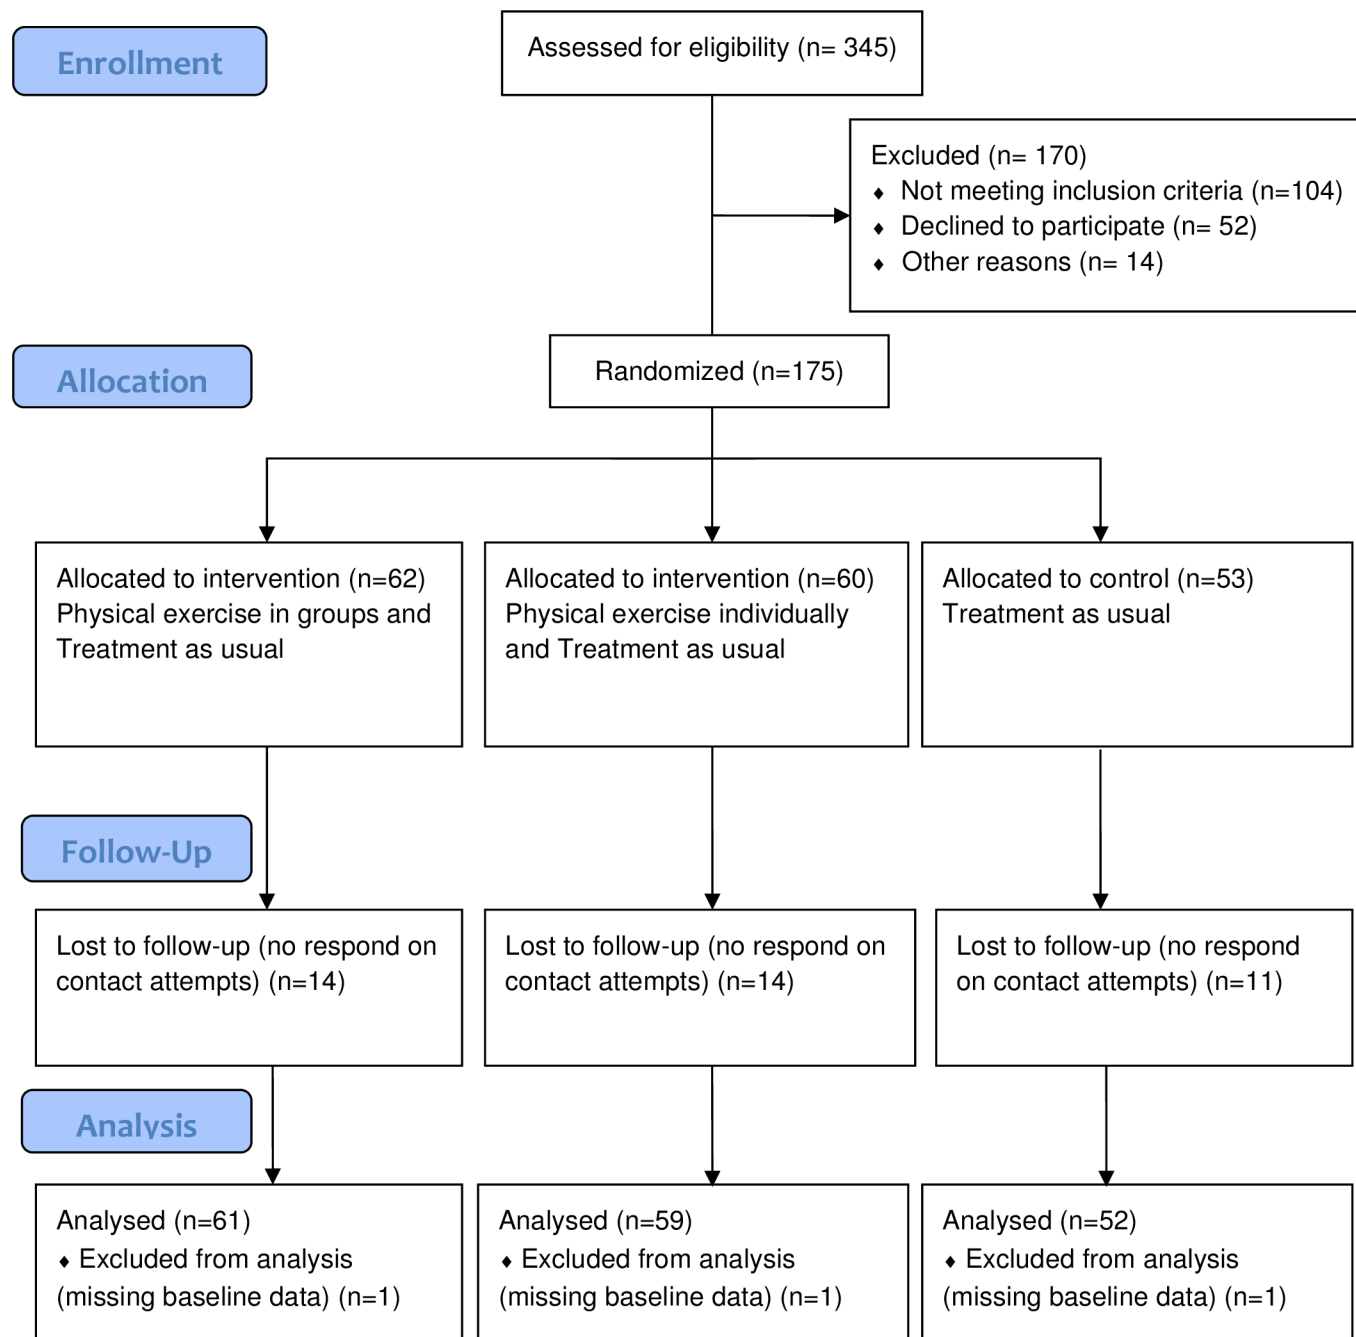 Enrollment
Assessed for eligibility (n= 345)
Excluded (n= 170)
♦ Not meeting inclusion criteria (n=104)
♦ Declined to participate (n= 52)
♦ Other reasons (n= 14)
Allocation
Randomized (n=175)
Allocated to intervention (n=62)
Physical exercise in groups and
Treatment as usual
Allocated to intervention (n=60)
Physical exercise individually
and Treatment as usual
Allocated to control (n=53)
Treatment as usual
Follow-Up
Lost to follow-up (no respond on
contact attempts) (n=14)
Lost to follow-up (no respond on
contact attempts) (n=14)
Lost to follow-up (no respond
on contact attempts) (n=11)
Analysis
Analysed (n=61)
♦ Excluded from analysis
(missing baseline data) (n=1)
Analysed (n=59)
♦ Excluded from analysis
(missing baseline data) (n=1)
Analysed (n=52)
♦ Excluded from analysis
(missing baseline data) (n=1)